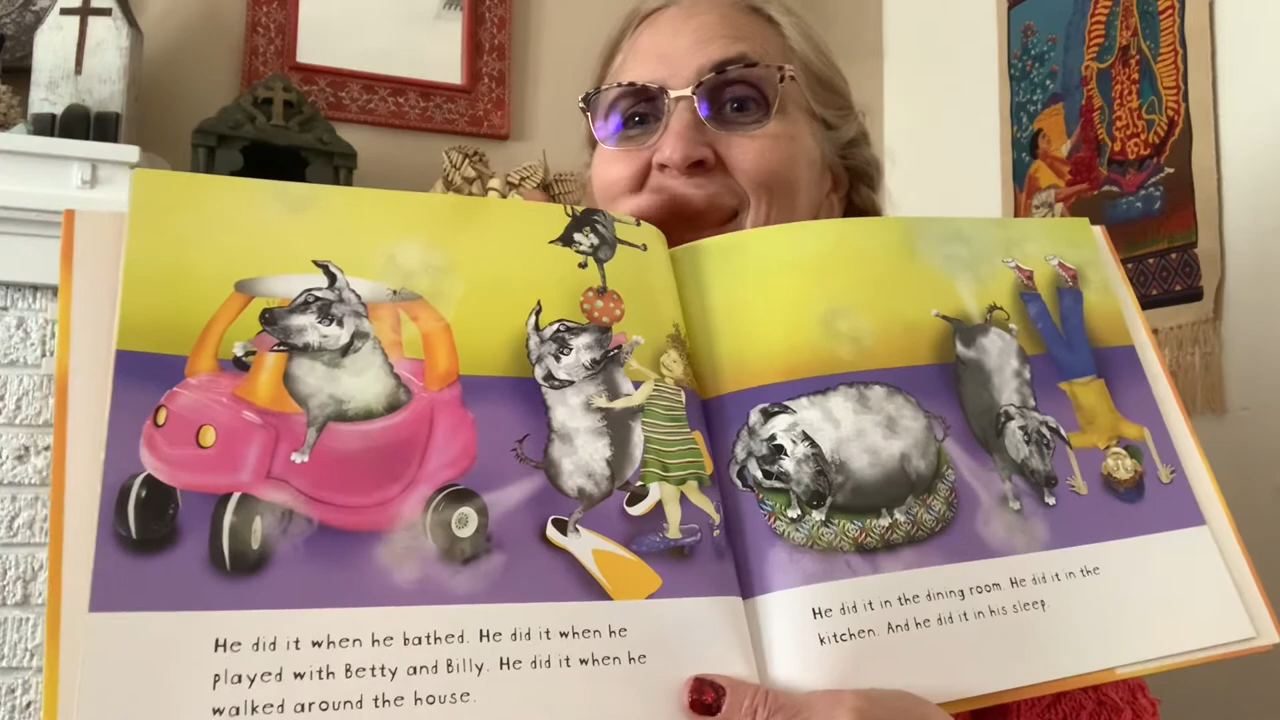 He did it when he bathed. He did it when he
played with Betty and Billy. He did it when he
walked around the house.
He did it in the dining room. He did it in the
kitchen. And he did it in his sleep.